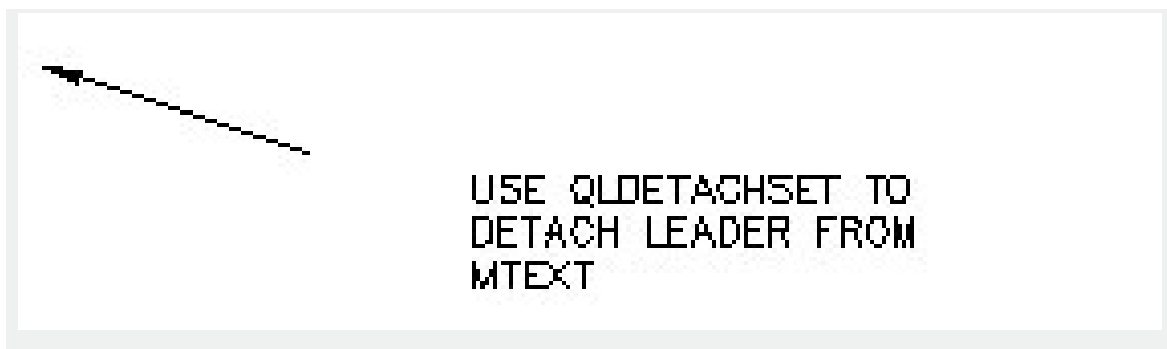 USE QLDETACHSET TO
DETACH LEADER FROM
MTEXT